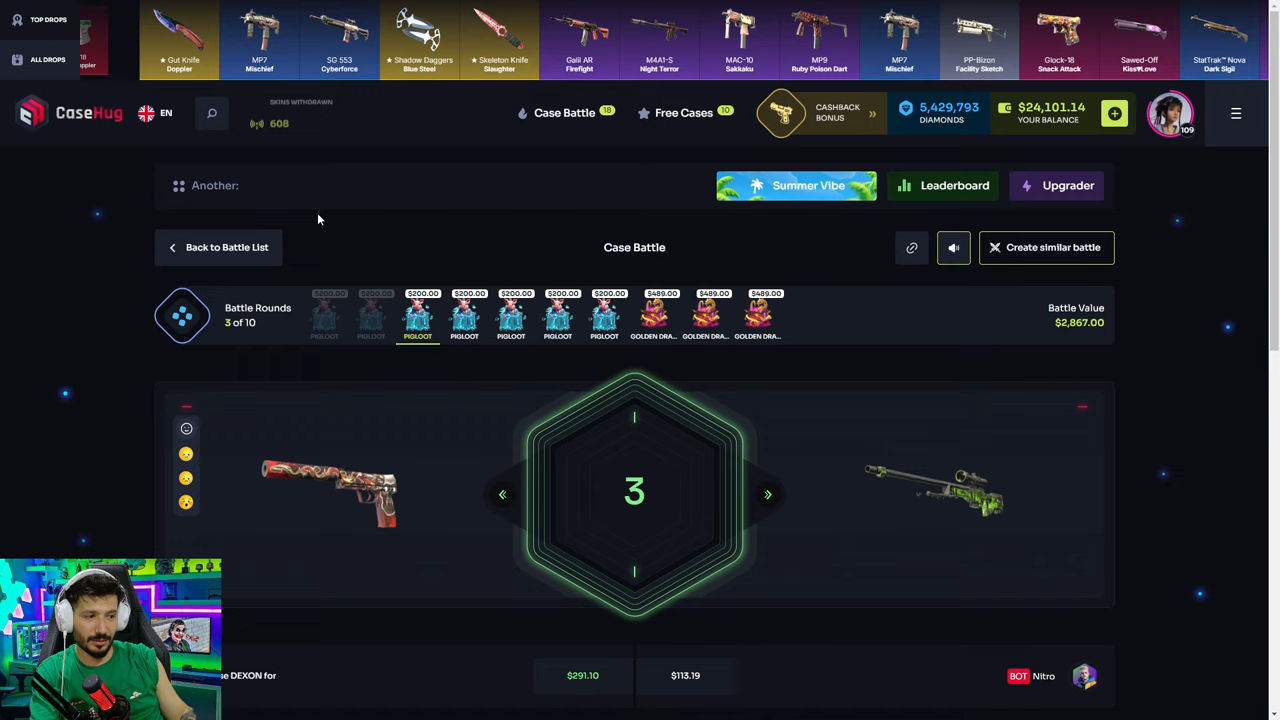 TOP DROPS
ALL DROPS
★ Gut Knife
Doppler
MP7
Mischief
SG 553
Cyberforce
★ Shadow Daggers
Blue Steel
★ Skeleton Knife
Slaughter
Galil AR
Firefight
M4A1-S
Night Terror
MAC-10
Sakkaku
MP9
Ruby Poison Dart
MP7
Mischief
PP-Bizon
Facility Sketch
Glock-18
Snack Attack
Sawed-Off
Kiss♥Love
StatTrak™ Nova
Dark Sigil
CaseHug
EN
SKINS WITHDRAWN
608
Case Battle 18
Free Cases 10
CASHBACK
BONUS
5,429,793
DIAMONDS
$24,101.14
YOUR BALANCE
109
Another:
Summer Vibe
Leaderboard
Upgrader
Back to Battle List
Case Battle
Create similar battle
Battle Rounds
3 of 10
$200.00 $200.00 $200.00 $200.00 $200.00 $200.00 $200.00 $489.00 $489.00 $489.00
PIGLOOT PIGLOOT PIGLOOT PIGLOOT PIGLOOT PIGLOOT PIGLOOT GOLDEN DRA... GOLDEN DRA... GOLDEN DRA...
Battle Value
$2,867.00
3
se DEXON for
$291.10
$113.19
BOT Nitro